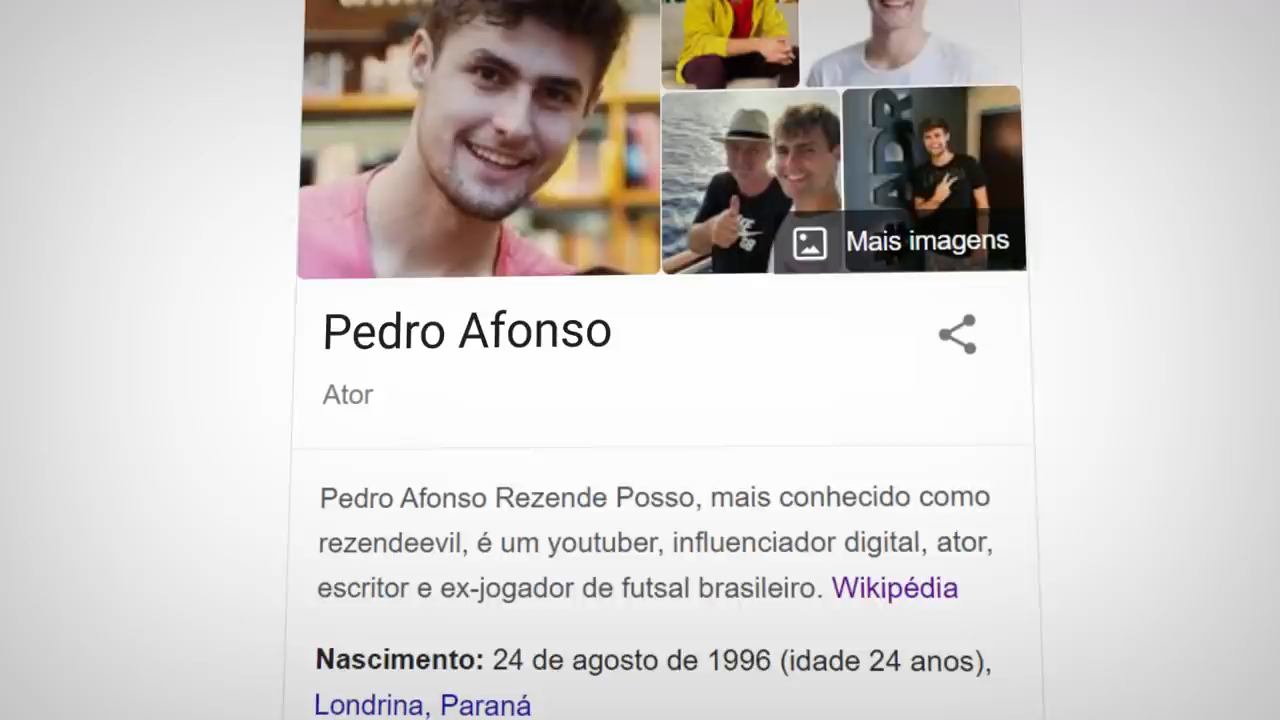 ADR
Mais imagens
Pedro Afonso
Ator
Pedro Afonso Rezende Posso, mais conhecido como
rezendeevil, é um youtuber, influenciador digital, ator,
escritor e ex-jogador de futsal brasileiro. Wikipédia
Nascimento: 24 de agosto de 1996 (idade 24 anos),
Londrina, Paraná